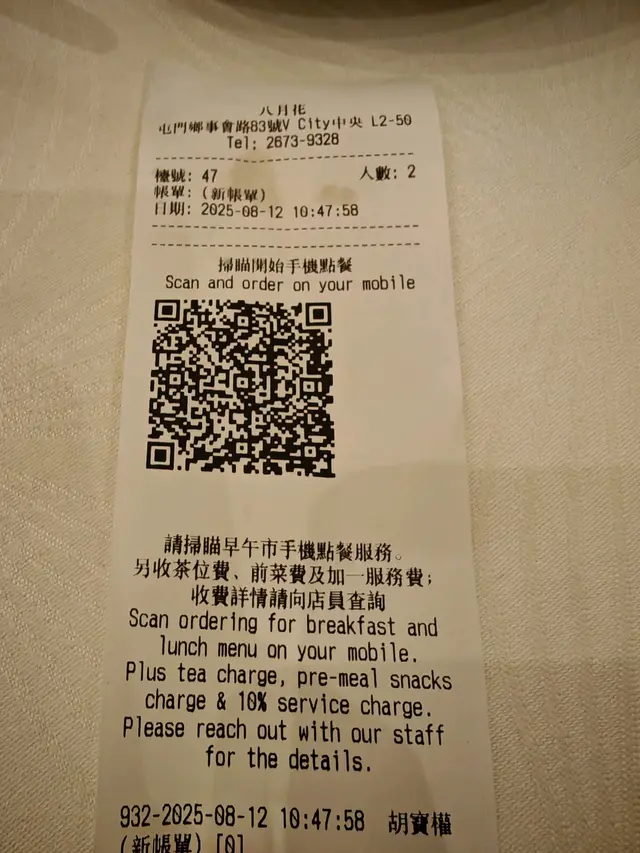 八月花
屯門鄉事會路83號V City中央 L2-50
Tel: 2673-9328
檯號: 47 人數: 2
帳單: (新帳單)
日期: 2025-08-12 10:47:58
掃瞄開始手機點餐
Scan and order on your mobile
請掃瞄早午市手機點餐服務。
另收茶位費、前菜費及加一服務費;
收費詳情請向店員查詢
Scan ordering for breakfast and
lunch menu on your mobile.
Plus tea charge, pre-meal snacks
charge & 10% service charge.
Please reach out with our staff
for the details.
932-2025-08-12 10:47:58 胡寶權
(新帳單) [0]